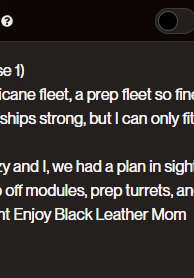 se 1)
icane fleet, a prep fleet so fine
ships strong, but I can only fit
zy and I, we had a plan in sight
o off modules, prep turrets, an
nt Enjoy Black Leather Mom